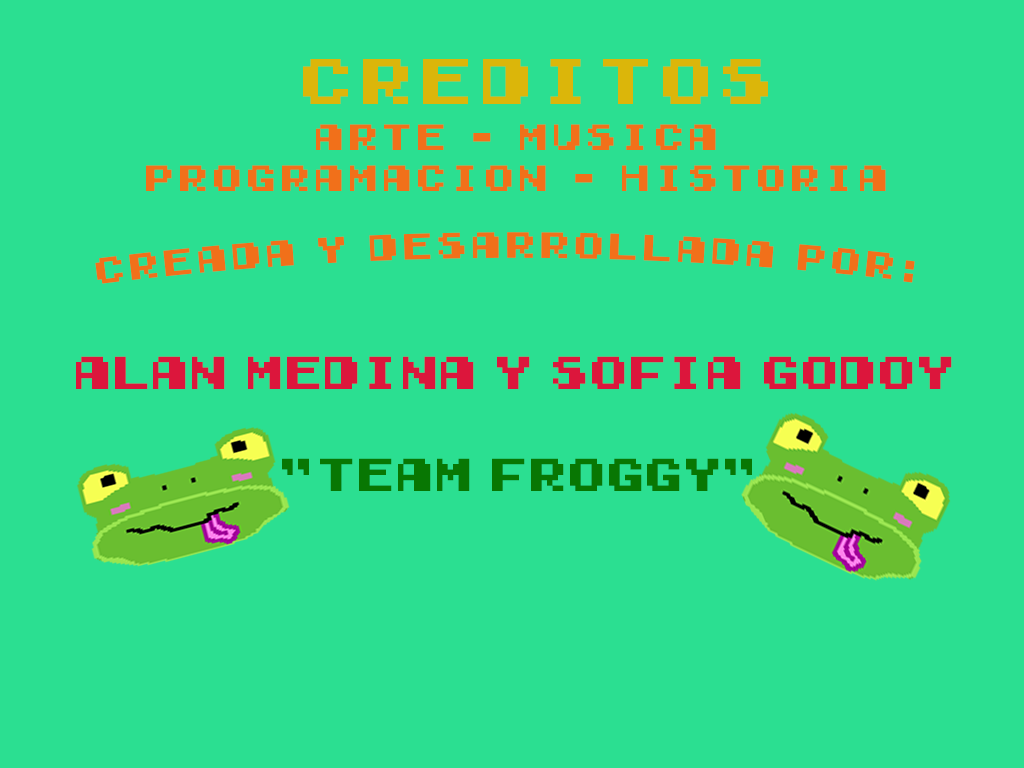 CREDITOS
ARTE - MUSICA
PROGRAMACION - HISTORIA
CREADA Y DESARROLLADA POR:
ALAN MEDINA Y SOFIA GODOY
"TEAM FROGGY"